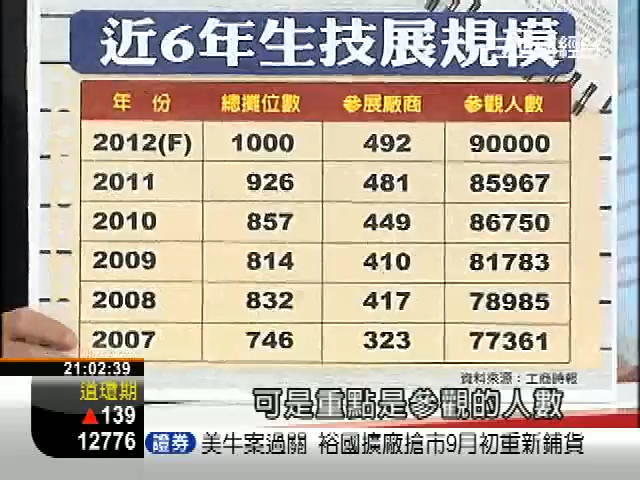 近6年生技展規模
年 份 總攤位數 參展廠商 參觀人數
2012(F) 1000 492 90000
2011 926 481 85967
2010 857 449 86750
2009 814 410 81783
2008 832 417 78985
2007 746 323 77361
資料來源：工商時報
可是重點是參觀的人數
21:02:39
道瓊期
▲139
12776
證券 美牛案過關 裕國擴廠搶市9月初重新鋪貨